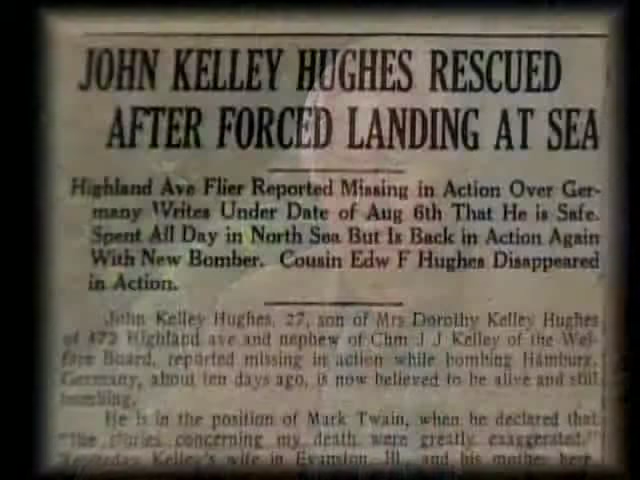 JOHN KELLEY HUGHES RESCUED
AFTER FORCED LANDING AT SEA
Highland Ave Flier Reported Missing in Action Over Ger-
many Writes Under Date of Aug 6th That He is Safe.
Spent All Day in North Sea But Is Back in Action Again
With New Bomber. Cousin Edw F Hughes Disappeared
in Action.
John Kelley Hughes, 27, son of Mrs Dorothy Kelley Hughes
of 472 Highland ave and nephew of Chm J J Kelley of the Wel-
fare Board, reported missing in action while bombing Hamburg,
Germany, about ten days ago, is now believed to be alive and still
bombing.
He is in the position of Mark Twain, when he declared that
"the stories concerning my death were greatly exaggerated."
Yesterday Kelley's wife in Evanston, Ill, and his mother here,